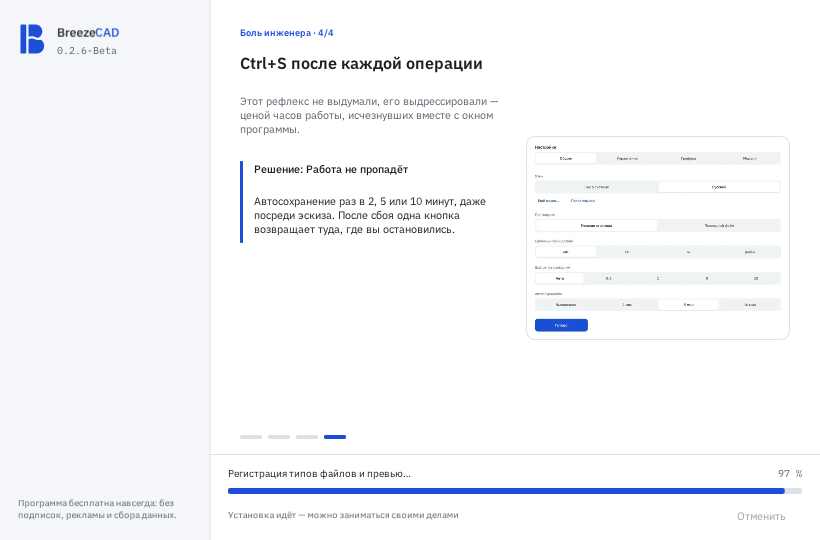 BreezeCAD
0.2.6-Beta
Боль инженера · 4/4
Ctrl+S после каждой операции
Этот рефлекс не выдумали, его выдрессировали —
ценой часов работы, исчезнувших вместе с окном
программы.
Решение: Работа не пропадёт
Автосохранение раз в 2, 5 или 10 минут, даже
посреди эскиза. После сбоя одна кнопка
возвращает туда, где вы остановились.
Настройки
Общие Управление Графика
Русский
Готово
Регистрация типов файлов и превью... 97 %
Установка идёт — можно заниматься своими делами
Отменить
Программа бесплатна навсегда: без
подписок, рекламы и сбора данных.